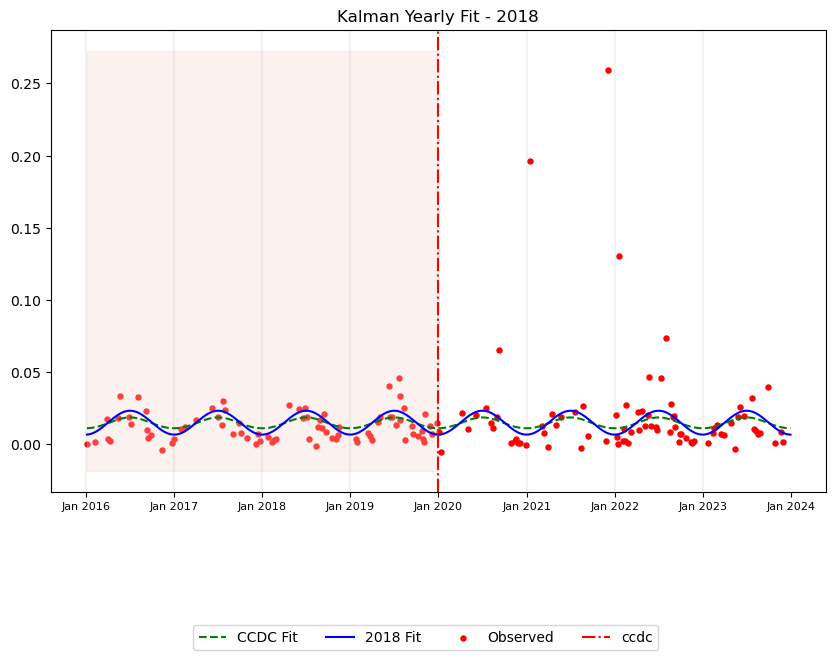 Kalman Yearly Fit - 2018
0.25
0.20
0.15
0.10
0.05
0.00
Jan 2016 Jan 2017 Jan 2018 Jan 2019 Jan 2020 Jan 2021 Jan 2022 Jan 2023 Jan 2024
CCDC Fit 2018 Fit Observed ccdc